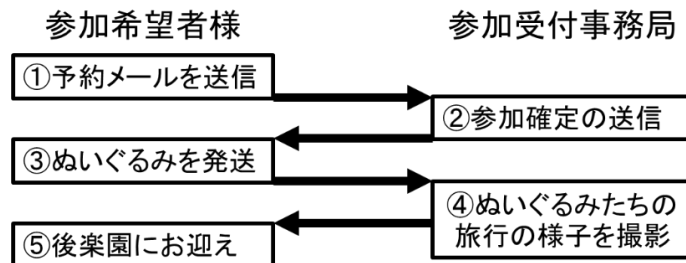 参加希望者様
参加受付事務局
①予約メールを送信
②参加確定の送信
③ぬいぐるみを発送
④ぬいぐるみたちの
旅行の様子を撮影
⑤後楽園にお迎え